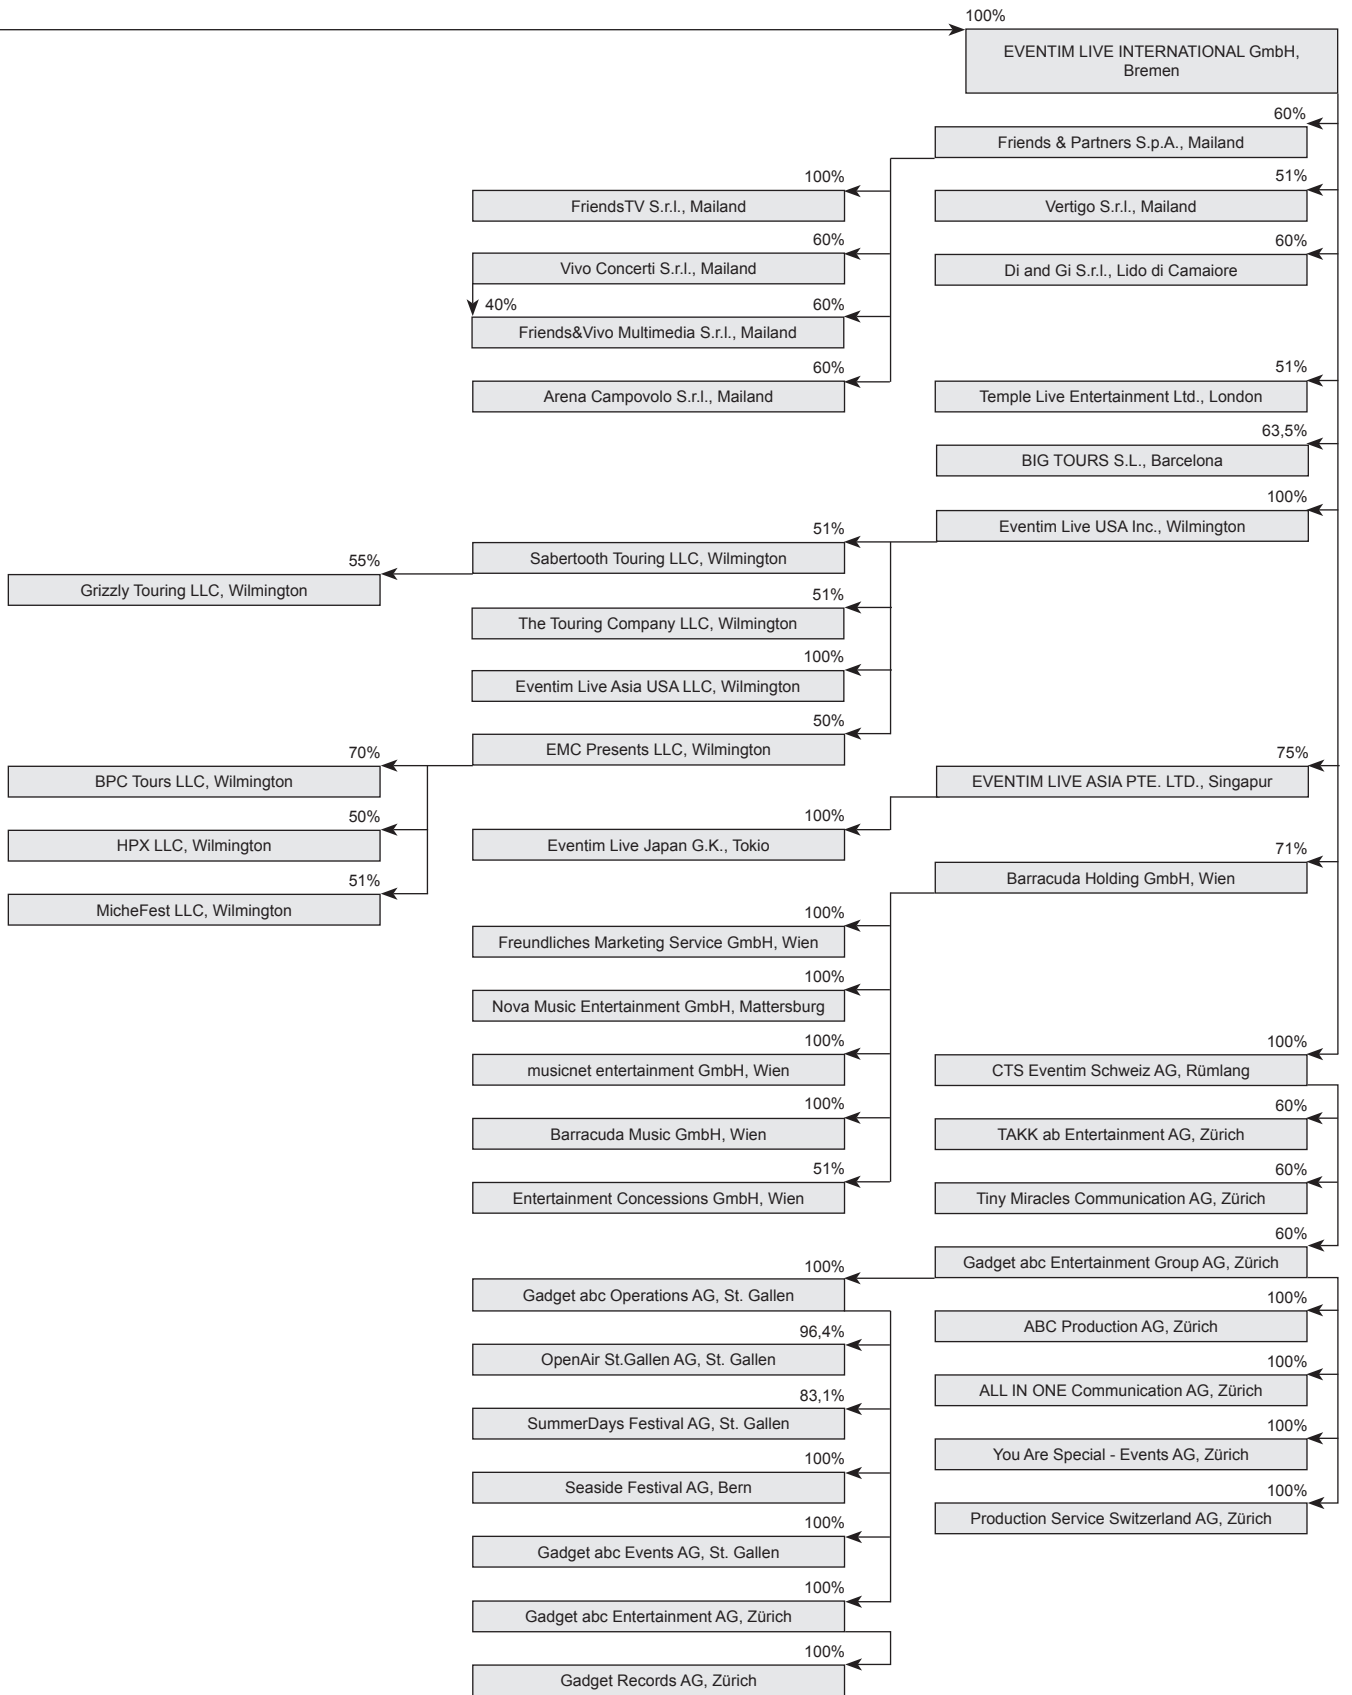 100%
EVENTIM LIVE INTERNATIONAL GmbH,
Bremen
60%
Friends & Partners S.p.A., Mailand
100%
FriendsTV S.r.l., Mailand
51%
Vertigo S.r.l., Mailand
60%
Vivo Concerti S.r.l., Mailand
60%
Di and Gi S.r.l., Lido di Camaiore
40%
60%
Friends&Vivo Multimedia S.r.l., Mailand
60%
Arena Campovolo S.r.l., Mailand
51%
Temple Live Entertainment Ltd., London
63,5%
BIG TOURS S.L., Barcelona
100%
Eventim Live USA Inc., Wilmington
51%
Sabertooth Touring LLC, Wilmington
55%
Grizzly Touring LLC, Wilmington
51%
The Touring Company LLC, Wilmington
100%
Eventim Live Asia USA LLC, Wilmington
50%
EMC Presents LLC, Wilmington
70%
BPC Tours LLC, Wilmington
75%
EVENTIM LIVE ASIA PTE. LTD., Singapur
50%
HPX LLC, Wilmington
100%
Eventim Live Japan G.K., Tokio
51%
MicheFest LLC, Wilmington
71%
Barracuda Holding GmbH, Wien
100%
Freundliches Marketing Service GmbH, Wien
100%
Nova Music Entertainment GmbH, Mattersburg
100%
musicnet entertainment GmbH, Wien
100%
CTS Eventim Schweiz AG, Rümlang
100%
Barracuda Music GmbH, Wien
60%
TAKK ab Entertainment AG, Zürich
51%
Entertainment Concessions GmbH, Wien
60%
Tiny Miracles Communication AG, Zürich
60%
Gadget abc Entertainment Group AG, Zürich
100%
Gadget abc Operations AG, St. Gallen
100%
ABC Production AG, Zürich
96,4%
OpenAir St.Gallen AG, St. Gallen
100%
ALL IN ONE Communication AG, Zürich
83,1%
SummerDays Festival AG, St. Gallen
100%
You Are Special - Events AG, Zürich
100%
Seaside Festival AG, Bern
100%
Production Service Switzerland AG, Zürich
100%
Gadget abc Events AG, St. Gallen
100%
Gadget abc Entertainment AG, Zürich
100%
Gadget Records AG, Zürich